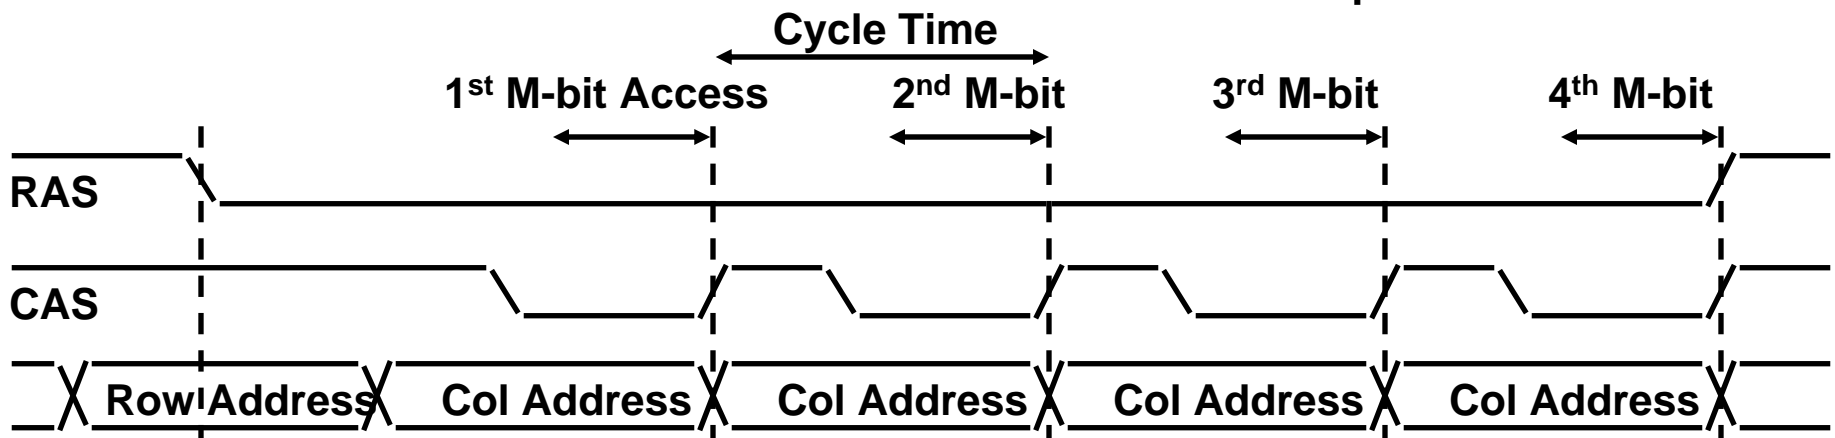 Cycle Time
1st M-bit Access 2nd M-bit 3rd M-bit 4th M-bit
RAS
CAS
Row Address Col Address Col Address Col Address Col Address